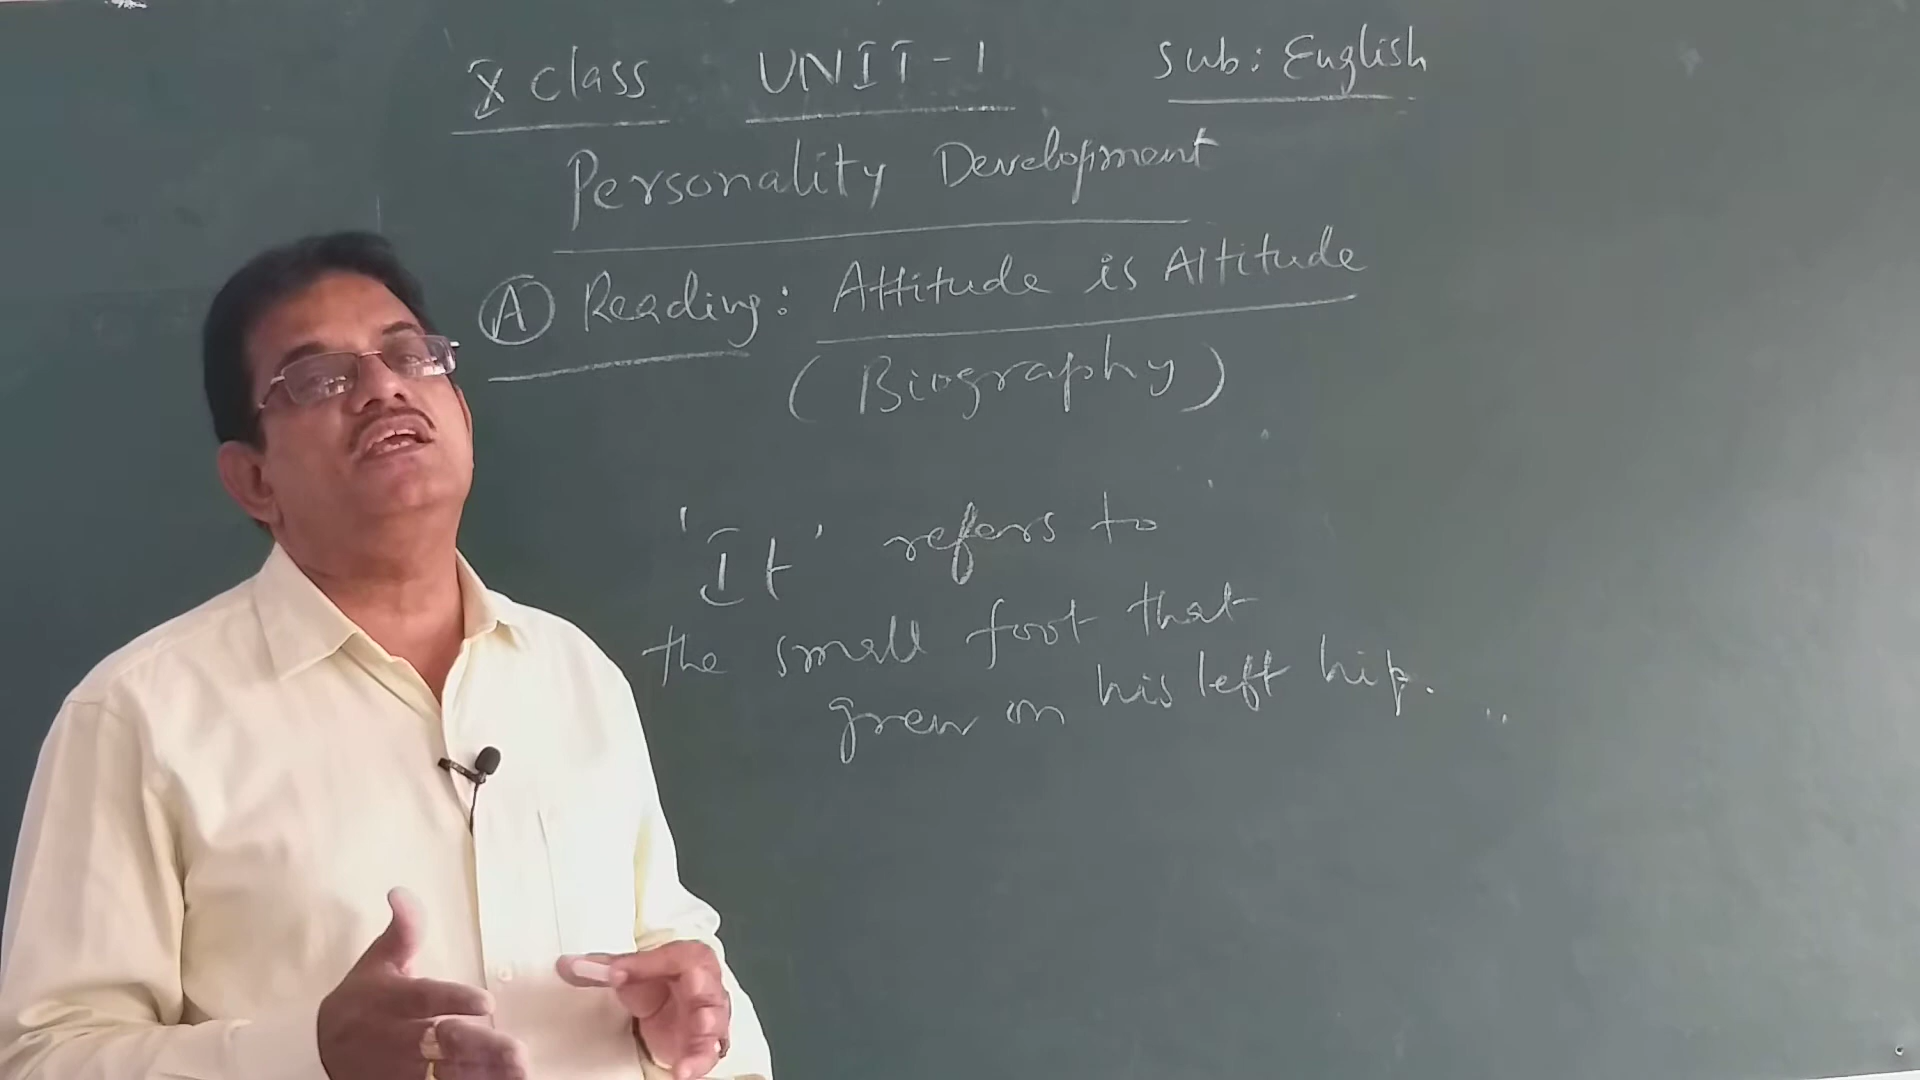 X class UNIT-1 Sub: English
Personality Development
(A) Reading: Attitude is Altitude
(Biography)
'It' refers to
the small foot that
grew on his left hip.